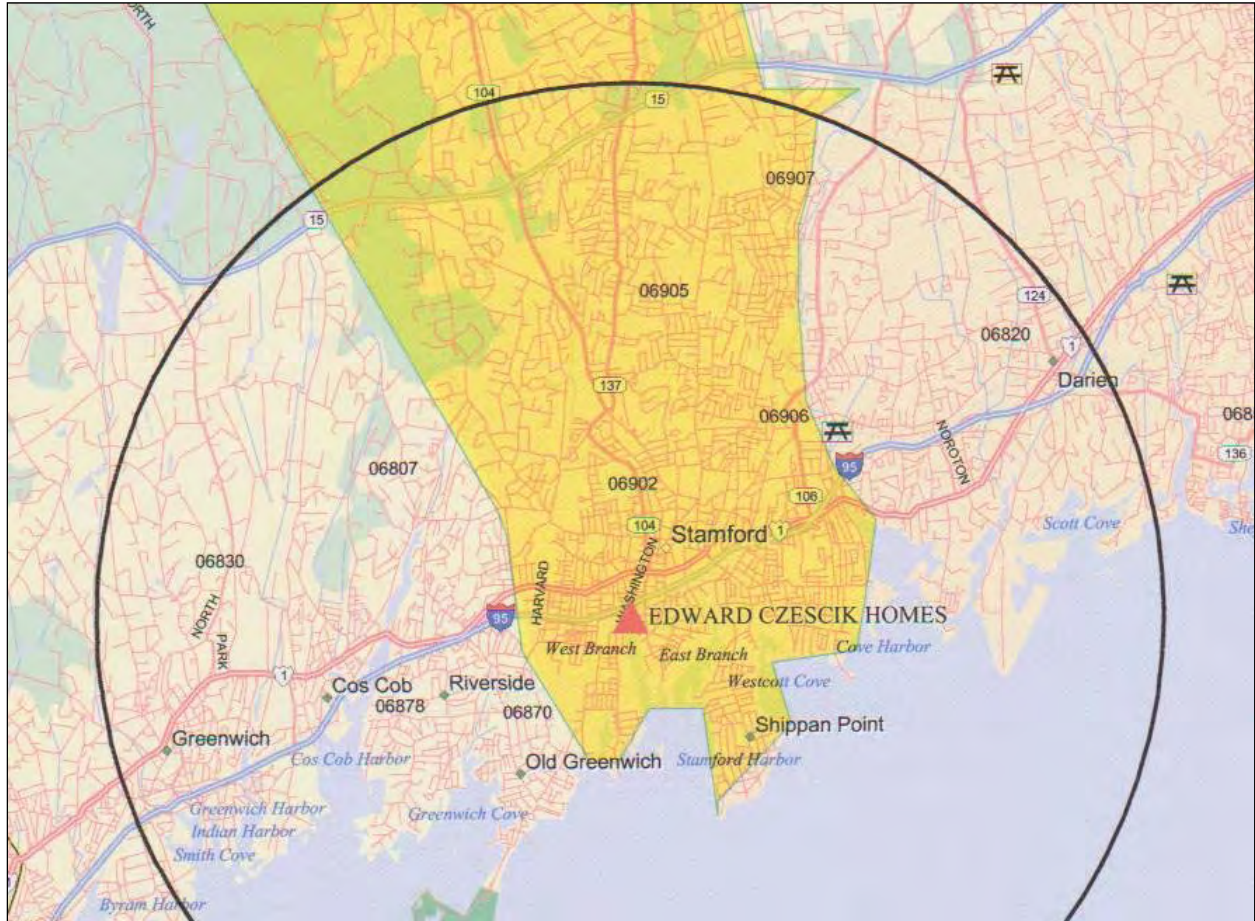 NORTH
104
15
06907
15
06905
124
06820
1
Darien
137
06906
068
NOROTON
136
95
06807
06902
106
104
Stamford
1
Scott Cove
She
06830
WASHINGTON
HARVARD
NORTH
PARK
95
EDWARD CZESCIK HOMES
West Branch
East Branch
Cove Harbor
1
Westcott Cove
Cos Cob
Riverside
06878
06870
Shippan Point
Greenwich
Cos Cob Harbor
Old Greenwich
Stamford Harbor
Greenwich Harbor
Greenwich Cove
Indian Harbor
Smith Cove
Byram Harbor